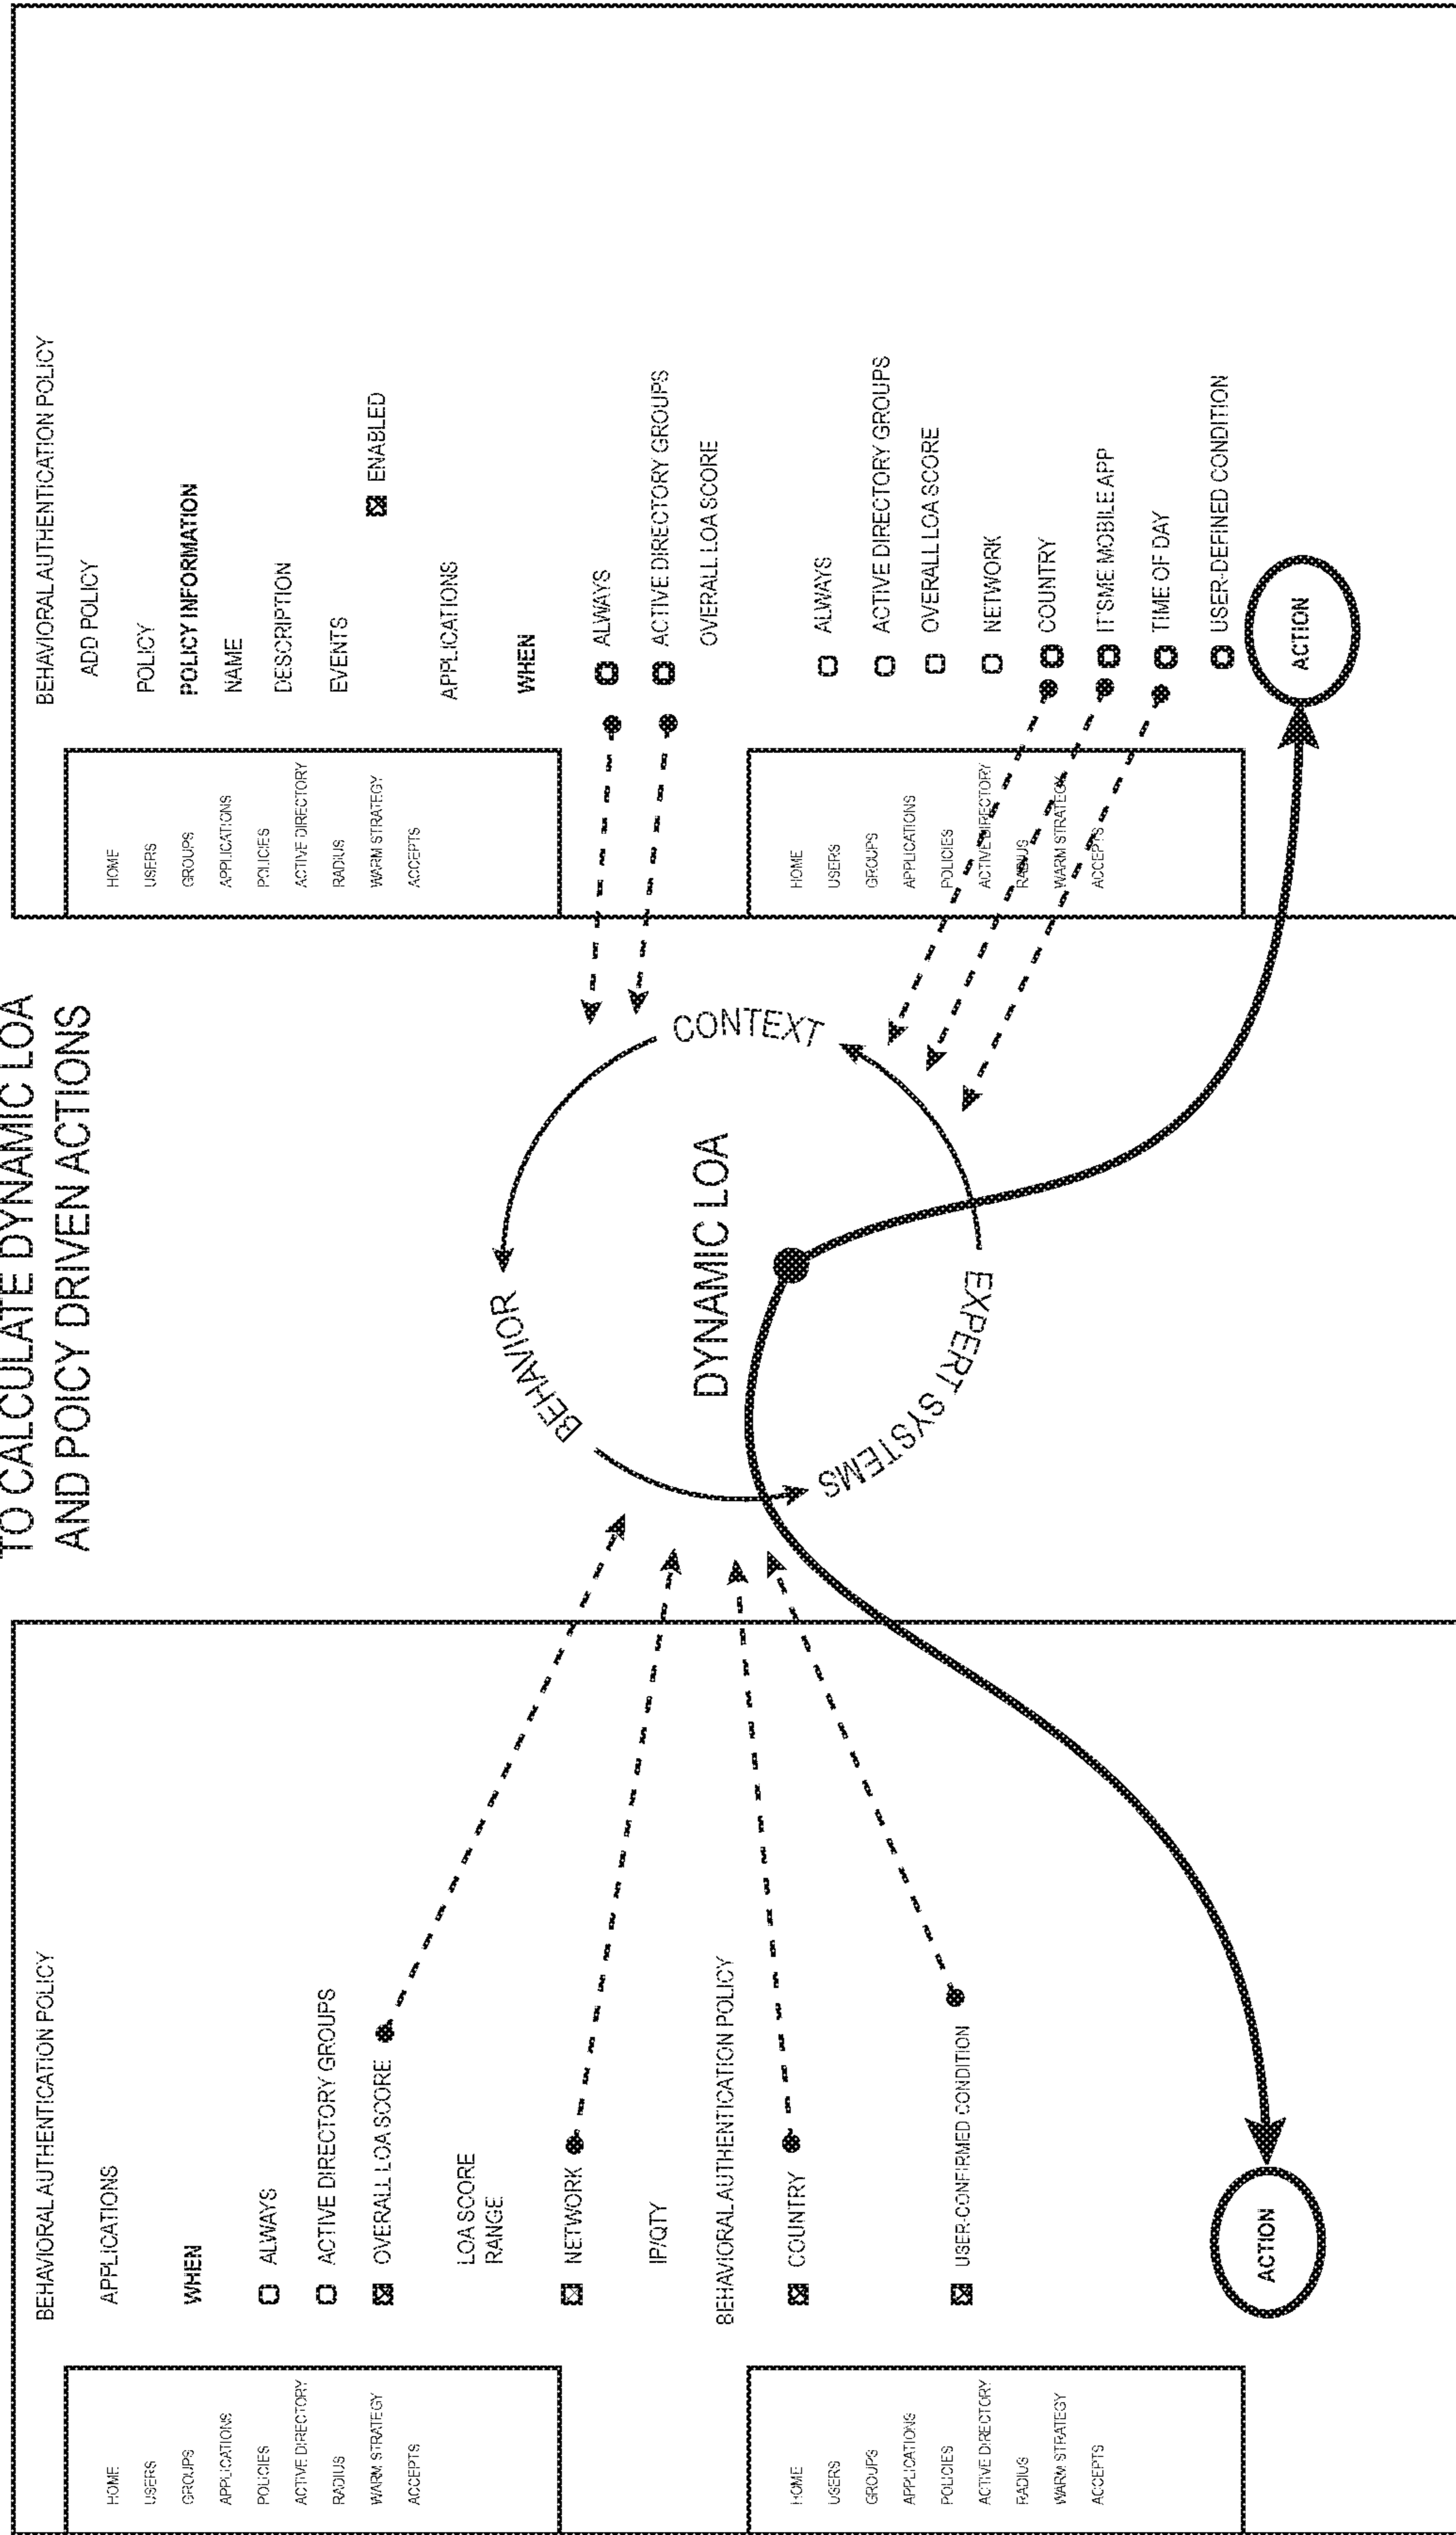 TO CALCULATE DYNAMIC LOA
AND POICY DRIVEN ACTIONS
HOME
USERS
GROUPS
APPLICATIONS
POLICIES
ACTIVE DIRECTORY
RADIUS
WARM STRATEGY
ACCEPTS
BEHAVIORAL AUTHENTICATION POLICY
APPLICATIONS
WHEN
ALWAYS
ACTIVE DIRECTORY GROUPS
OVERALL LOA SCORE
LOA SCORE
RANGE
NETWORK
IP/QTY
HOME
USERS
GROUPS
APPLICATIONS
POLICIES
ACTIVE DIRECTORY
RADIUS
WARM STRATEGY
ACCEPTS
BEHAVIORAL AUTHENTICATION POLICY
COUNTRY
USER-CONFIRMED CONDITION
ACTION
BEHAVIOR
CONTEXT
DYNAMIC LOA
EXPERT SYSTEMS
HOME
USERS
GROUPS
APPLICATIONS
POLICIES
ACTIVE DIRECTORY
RADIUS
WARM STRATEGY
ACCEPTS
BEHAVIORAL AUTHENTICATION POLICY
ADD POLICY
POLICY
POLICY INFORMATION
NAME
DESCRIPTION
EVENTS
ENABLED
APPLICATIONS
WHEN
ALWAYS
ACTIVE DIRECTORY GROUPS
OVERALL LOA SCORE
HOME
USERS
GROUPS
APPLICATIONS
POLICIES
ACTIVE DIRECTORY
RADIUS
WARM STRATEGY
ACCEPTS
ALWAYS
ACTIVE DIRECTORY GROUPS
OVERALL LOA SCORE
NETWORK
COUNTRY
IT'SME MOBILE APP
TIME OF DAY
USER-DEFINED CONDITION
ACTION